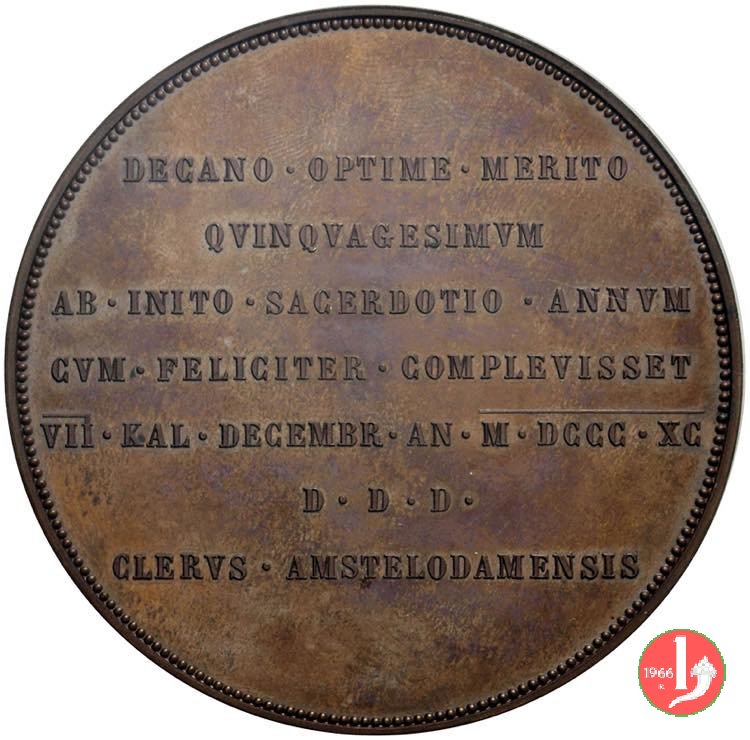 DECANO · OPTIME · MERITO
QVINQVAGESIMVM
AB · INITO · SACERDOTIO · ANNVM
CVM · FELICITER · COMPLEVISSET
VII · KAL · DECEMBR · AN · M · DCCC · XC
D · D · D ·
CLERVS · AMSTELODAMENSIS
1966
R.